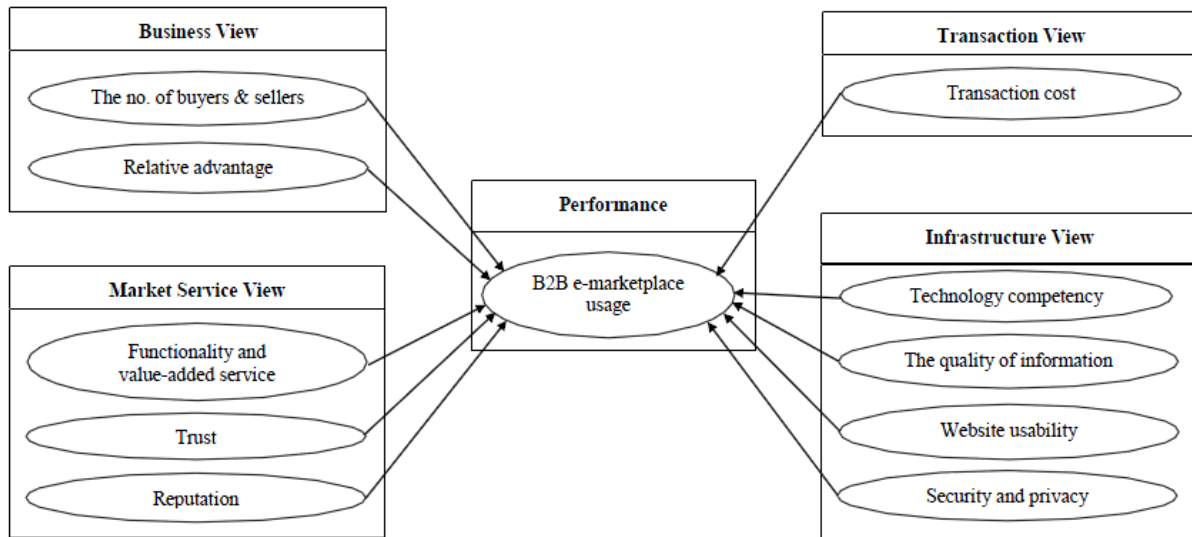 Business View
The no. of buyers & sellers
Relative advantage
Market Service View
Functionality and
value-added service
Trust
Reputation
Performance
B2B e-marketplace
usage
Transaction View
Transaction cost
Infrastructure View
Technology competency
The quality of information
Website usability
Security and privacy